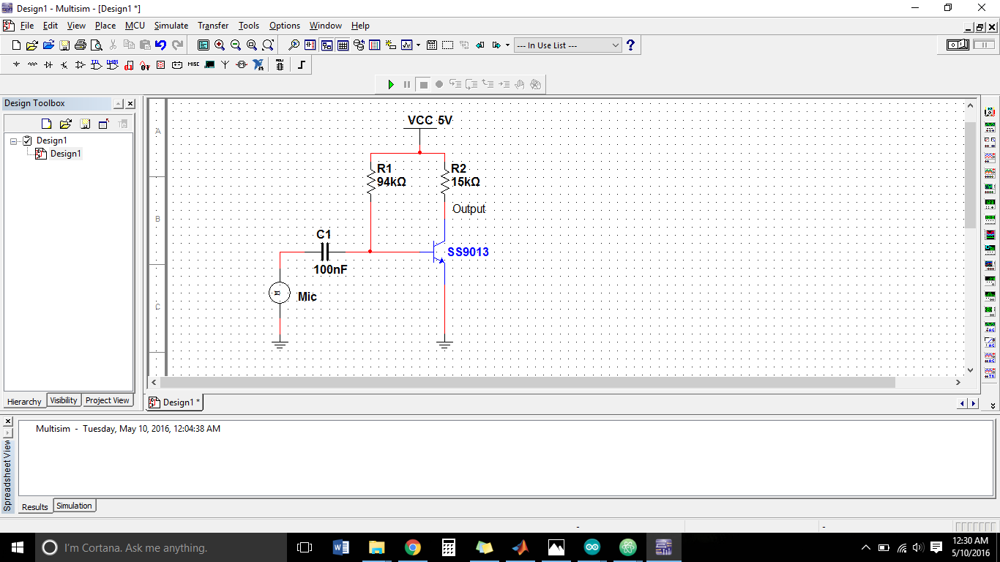 Design1 - Multisim - [Design1 *]
File Edit View Place MCU Simulate Transfer Tools Options Window Help
--- In Use List ---
MISC
Design Toolbox
Design1
Design1
Hierarchy Visibility Project View
A
B
C
VCC 5V
R1
94kΩ
R2
15kΩ
Output
C1
100nF
SS9013
Mic
Design1 *
Multisim - Tuesday, May 10, 2016, 12:04:38 AM
Spreadsheet View
Results Simulation
I'm Cortana. Ask me anything.
12:30 AM
5/10/2016